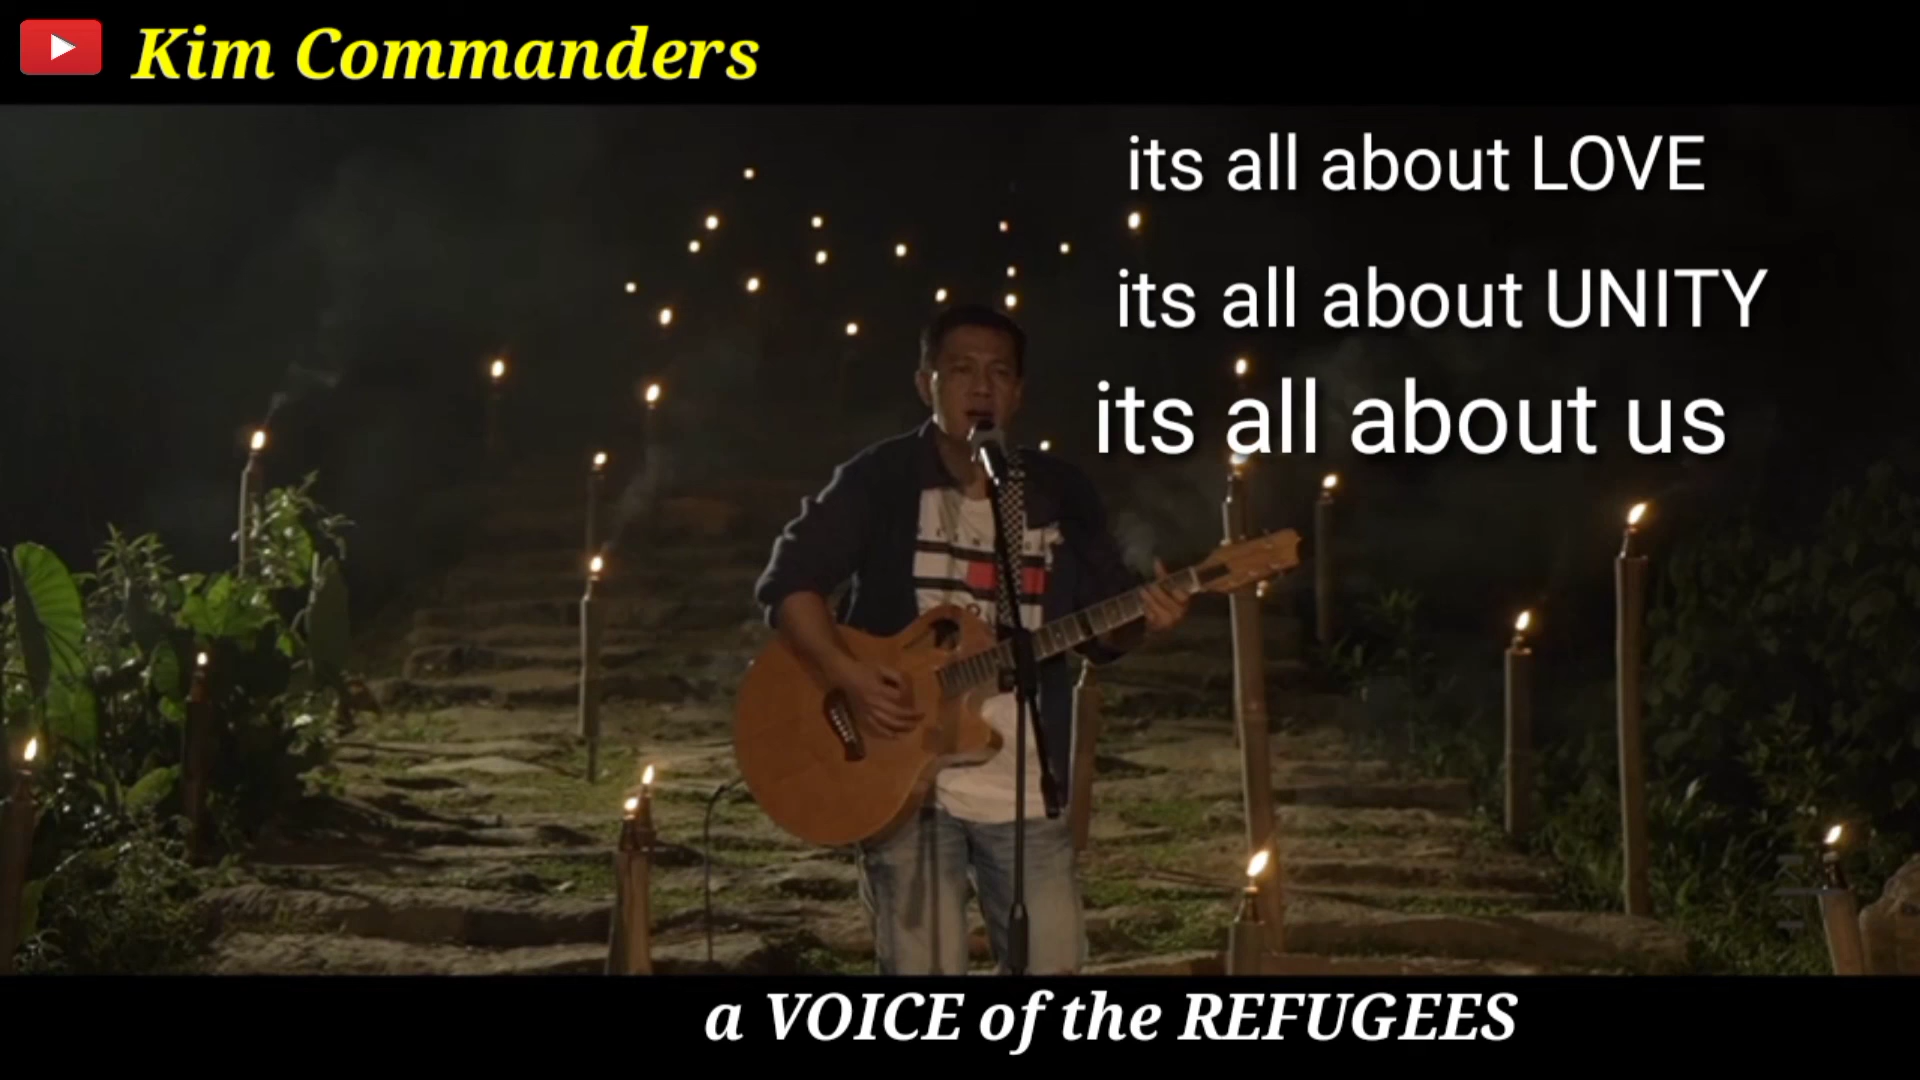 Kim Commanders
its all about LOVE
its all about UNITY
its all about us
a VOICE of the REFUGEES